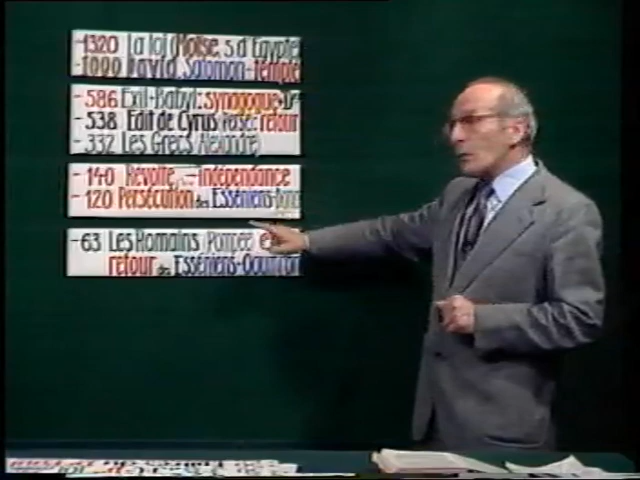 -1320 La loi (Moïse, S. d'Egypte
-1000 David, Salomon - temple
-586 Exil-Babyl: synagogue
-538 Edit de Cyrus (Perse): retour
-332 Les Grecs (Alexandre)
-140 Révolte, indépendance
-120 Persécution des Esséniens-
-63 Les Romains (Pompée) et
retour des Esséniens-Qoumran